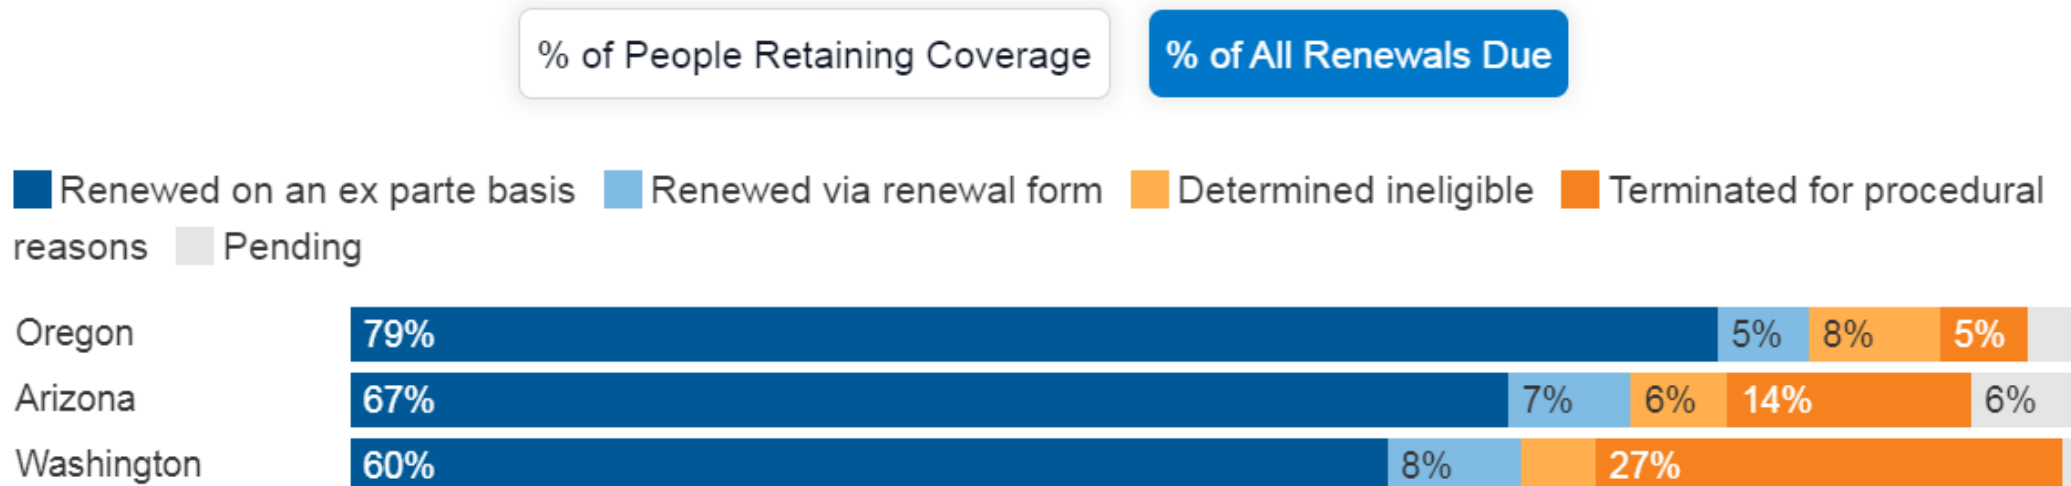 % of People Retaining Coverage % of All Renewals Due
Renewed on an ex parte basis Renewed via renewal form Determined ineligible Terminated for procedural
reasons Pending
Oregon 79% 5% 8% 5%
Arizona 67% 7% 6% 14% 6%
Washington 60% 8% 27%